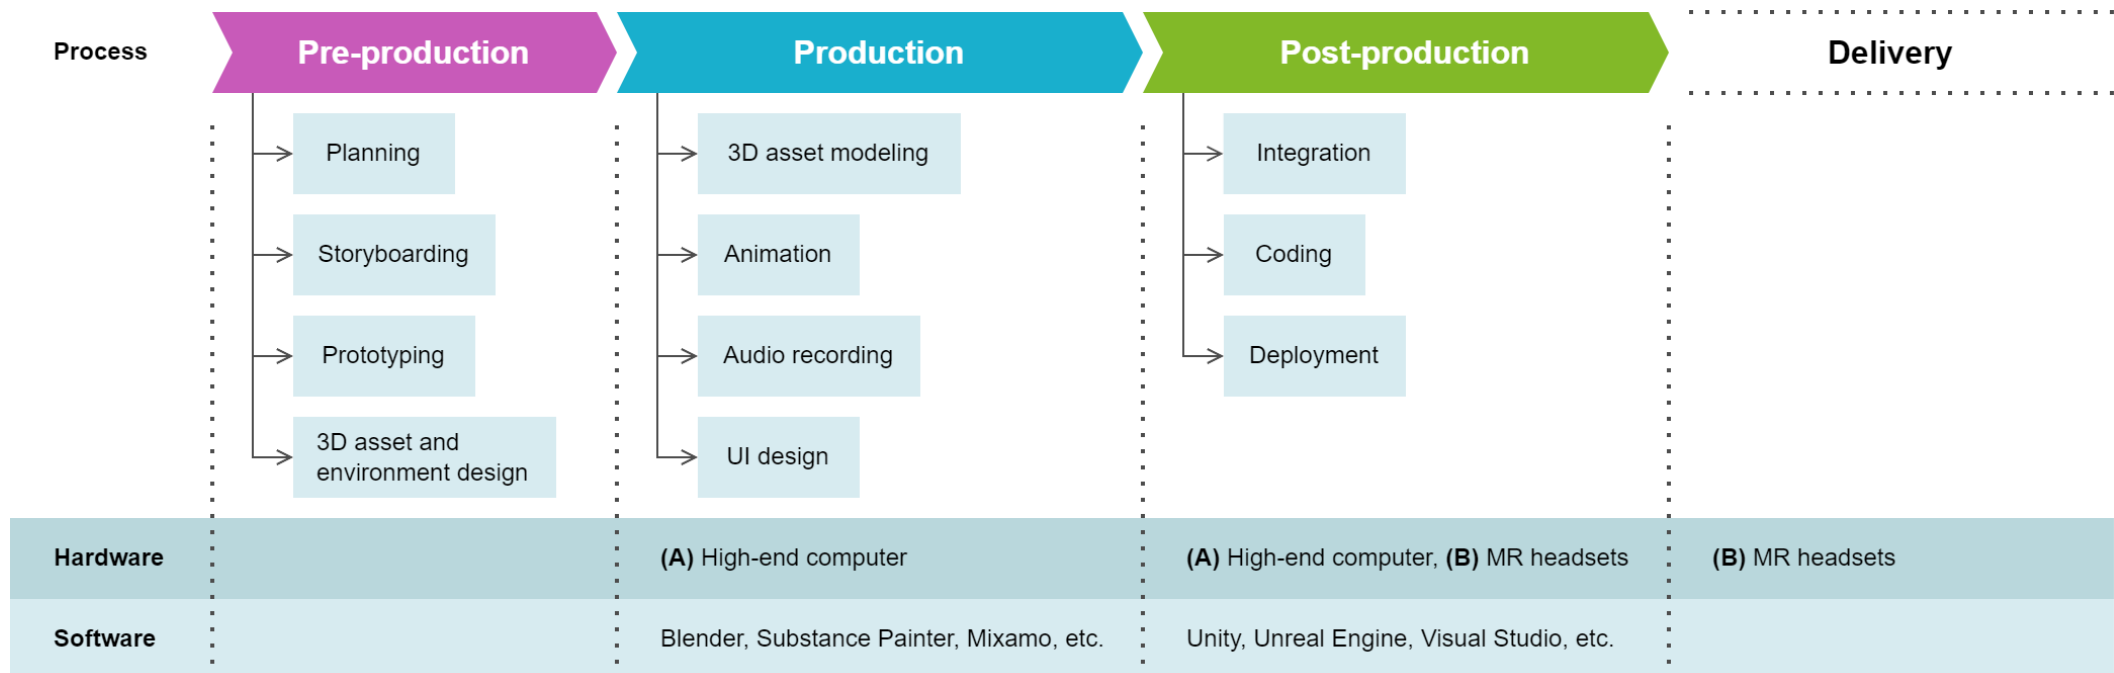 Process
Pre-production
Production
Post-production
Delivery
Planning
Storyboarding
Prototyping
3D asset and
environment design
3D asset modeling
Animation
Audio recording
UI design
Integration
Coding
Deployment
Hardware
(A) High-end computer
(A) High-end computer, (B) MR headsets
(B) MR headsets
Software
Blender, Substance Painter, Mixamo, etc.
Unity, Unreal Engine, Visual Studio, etc.